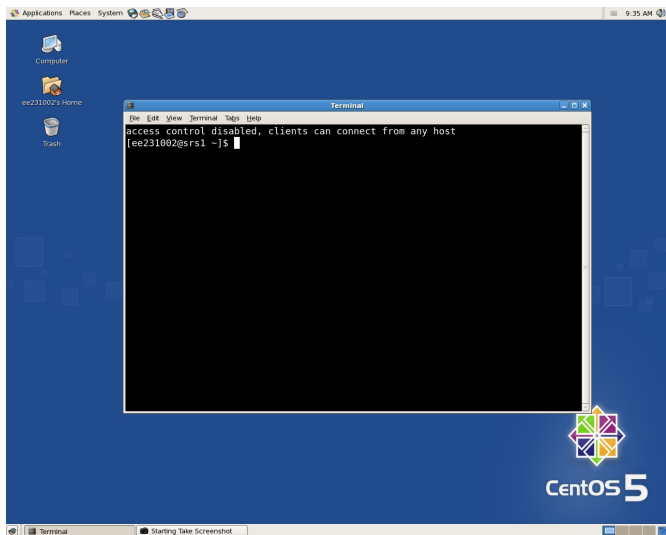 Applications Places System
9:35 AM
Computer
ee231002's Home
Trash
Terminal
File Edit View Terminal Tabs Help
access control disabled, clients can connect from any host
[ee231002@srs1 ~]$
CentOS 5
Terminal
Starting Take Screenshot